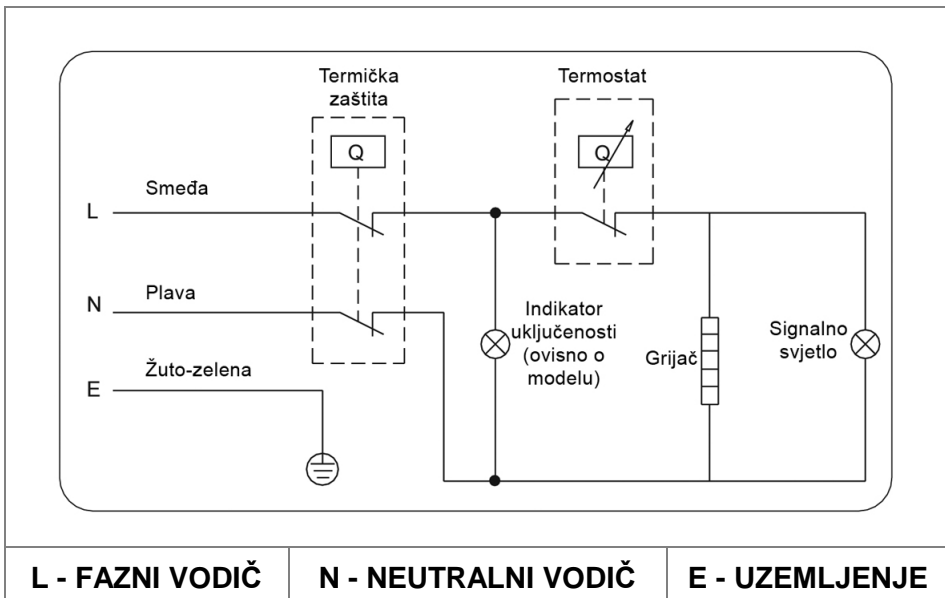 Termička
zaštita
Termostat
Q
Q
L
Smeđa
N
Plava
E
Žuto-zelena
Indikator
uključenosti
(ovisno o
modelu)
Grijač
Signalno
svjetlo
L - FAZNI VODIČ
N - NEUTRALNI VODIČ
E - UZEMLJENJE